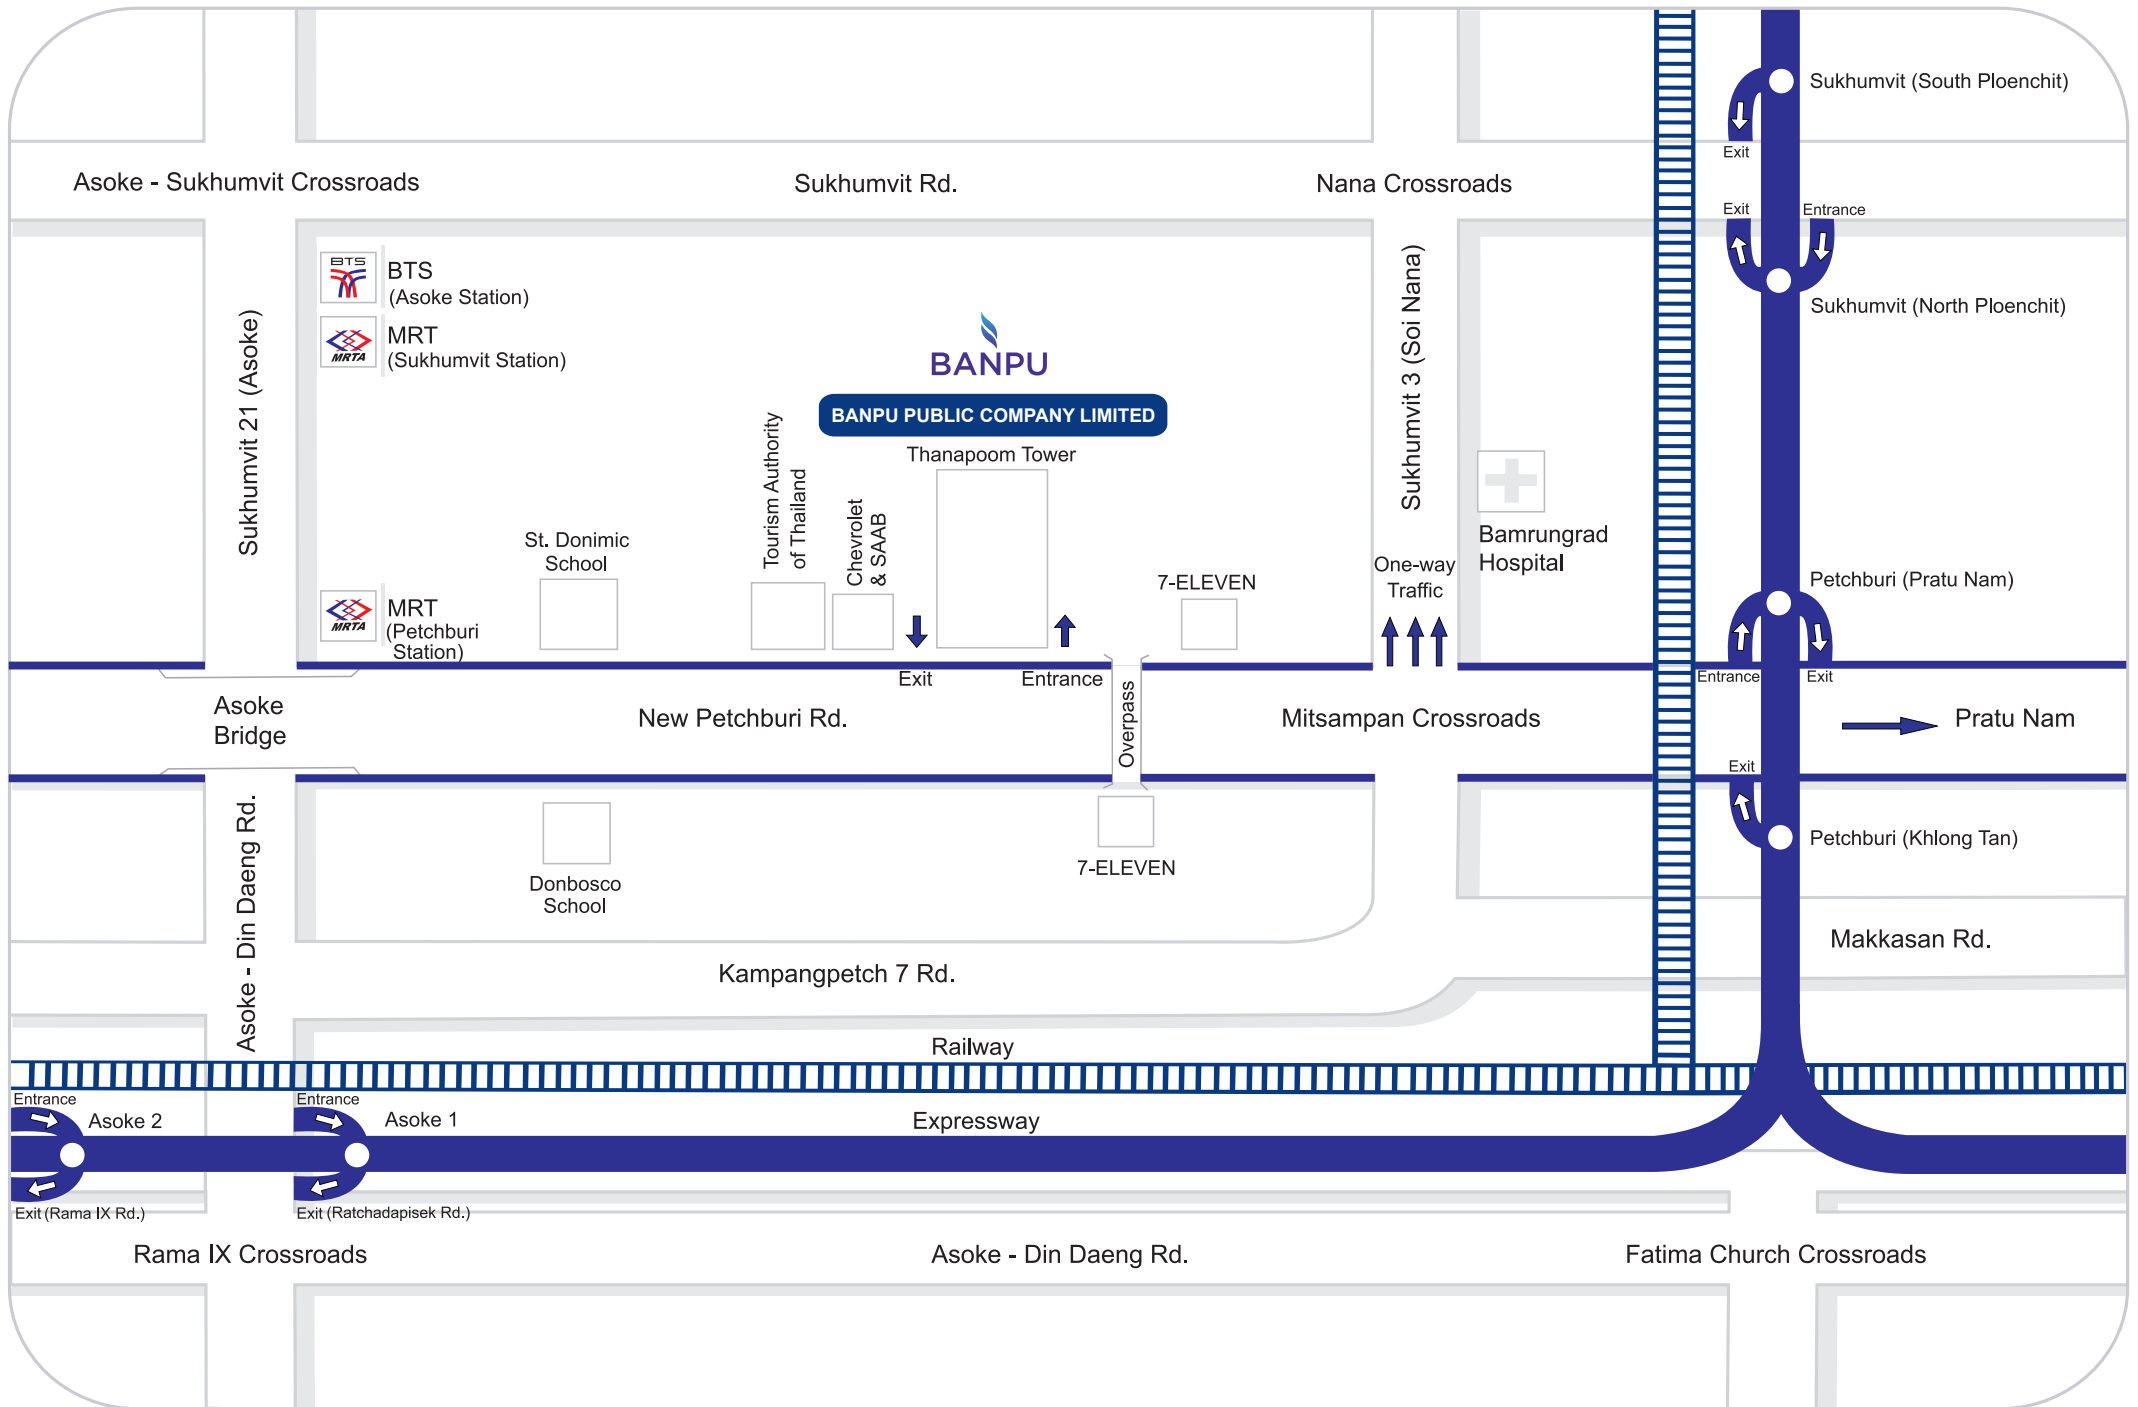 Sukhumvit (South Ploenchit)
Exit
Asoke - Sukhumvit Crossroads
Sukhumvit Rd.
Nana Crossroads
Exit
Entrance
BTS
BTS
(Asoke Station)
MRTA
MRT
(Sukhumvit Station)
Sukhumvit 21 (Asoke)
BANPU
BANPU PUBLIC COMPANY LIMITED
Thanapoom Tower
Sukhumvit 3 (Soi Nana)
Sukhumvit (North Ploenchit)
Tourism Authority
of Thailand
Chevrolet
& SAAB
St. Donimic
School
7-ELEVEN
One-way
Traffic
Bamrungrad
Hospital
Petchburi (Pratu Nam)
MRTA
MRT
(Petchburi
Station)
Exit
Entrance
Entrance
Exit
Asoke
Bridge
New Petchburi Rd.
Overpass
Mitsampan Crossroads
Pratu Nam
Exit
Asoke - Din Daeng Rd.
Donbosco
School
7-ELEVEN
Petchburi (Khlong Tan)
Makkasan Rd.
Kampangpetch 7 Rd.
Railway
Entrance
Asoke 2
Entrance
Asoke 1
Expressway
Exit (Rama IX Rd.)
Exit (Ratchadapisek Rd.)
Rama IX Crossroads
Asoke - Din Daeng Rd.
Fatima Church Crossroads